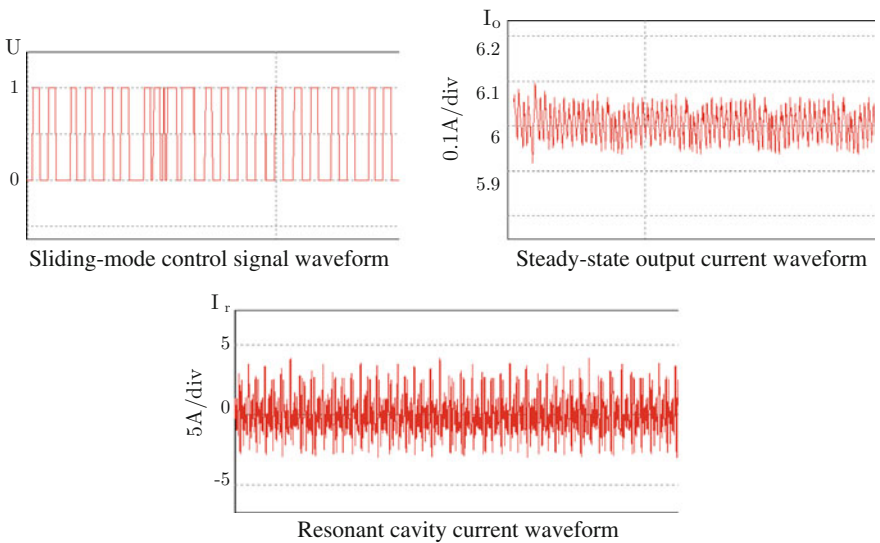 U
1
0
Sliding-mode control signal waveform
Io
6.2
6.1
6
5.9
0.1A/div
Steady-state output current waveform
I r
5
0
-5
5A/div
Resonant cavity current waveform